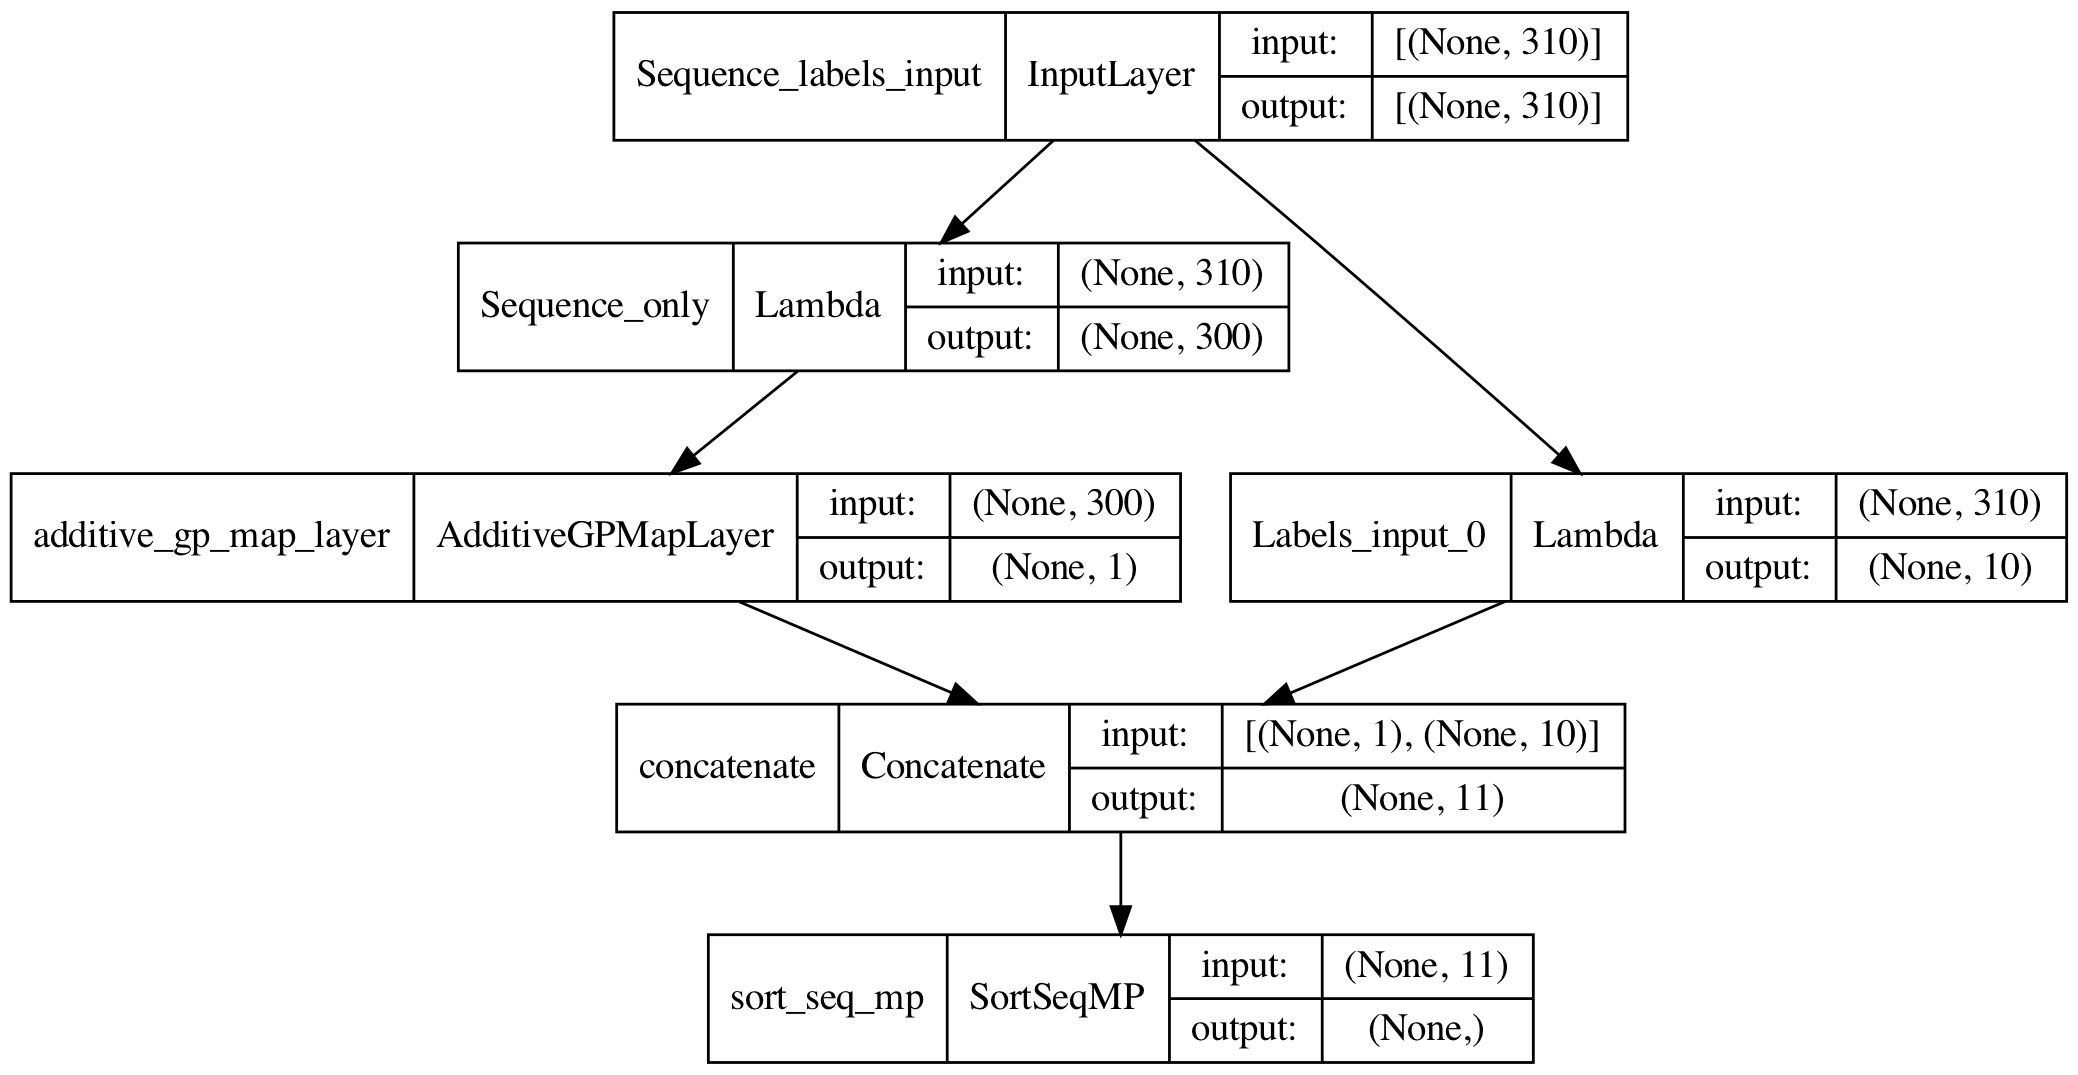 Sequence_labels_input InputLayer input: [(None, 310)]
output: [(None, 310)]
Sequence_only Lambda input: (None, 310)
output: (None, 300)
additive_gp_map_layer AdditiveGPMapLayer input: (None, 300)
output: (None, 1)
Labels_input_0 Lambda input: (None, 310)
output: (None, 10)
concatenate Concatenate input: [(None, 1), (None, 10)]
output: (None, 11)
sort_seq_mp SortSeqMP input: (None, 11)
output: (None,)